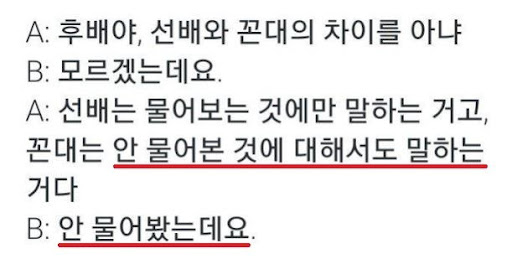 A: 후배야, 선배와 꼰대의 차이를 아냐
B: 모르겠는데요.
A: 선배는 물어보는 것에만 말하는 거고,
꼰대는 안 물어본 것에 대해서도 말하는
거다
B: 안 물어봤는데요.